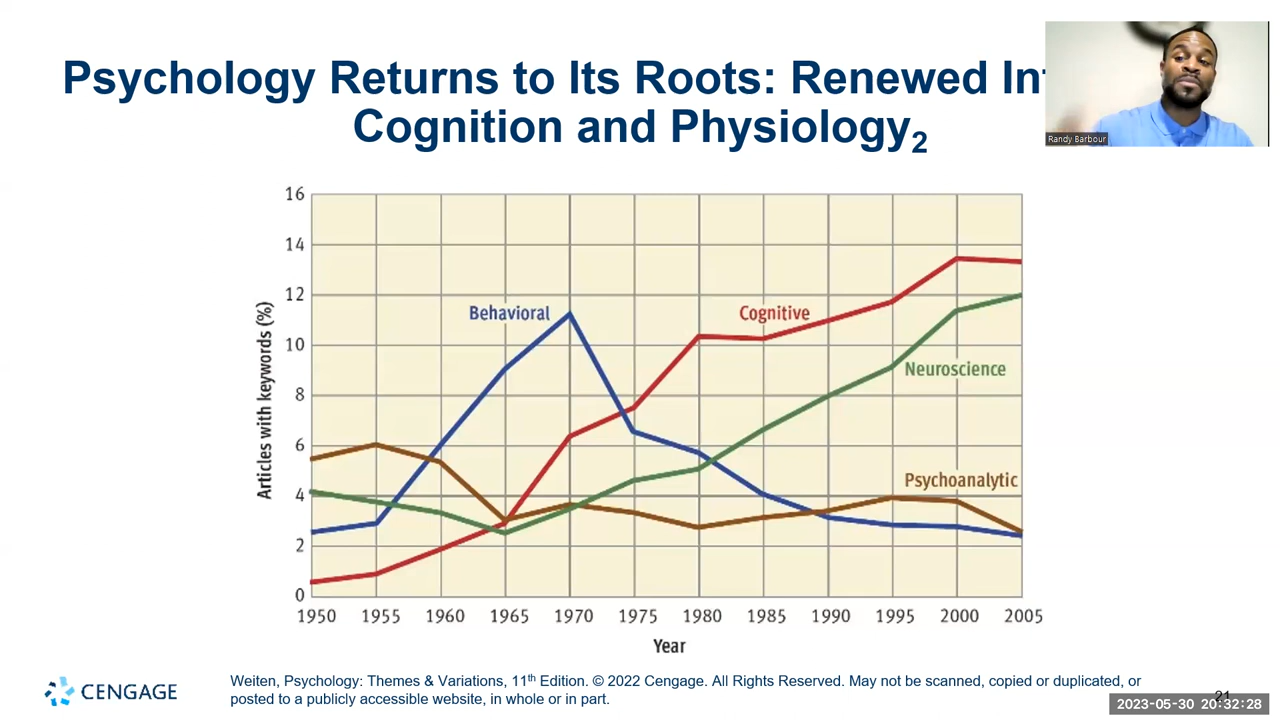 Psychology Returns to Its Roots: Renewed
Cognition and Physiology2
Randy Barbour
16
14
12
10
8
6
4
2
0
Articles with keywords (%)
Behavioral
Cognitive
Neuroscience
Psychoanalytic
1950 1955 1960 1965 1970 1975 1980 1985 1990 1995 2000 2005
Year
CENGAGE
Weiten, Psychology: Themes & Variations, 11th Edition. © 2022 Cengage. All Rights Reserved. May not be scanned, copied or duplicated, or
posted to a publicly accessible website, in whole or in part.
21
2023-05-30 20:32:28